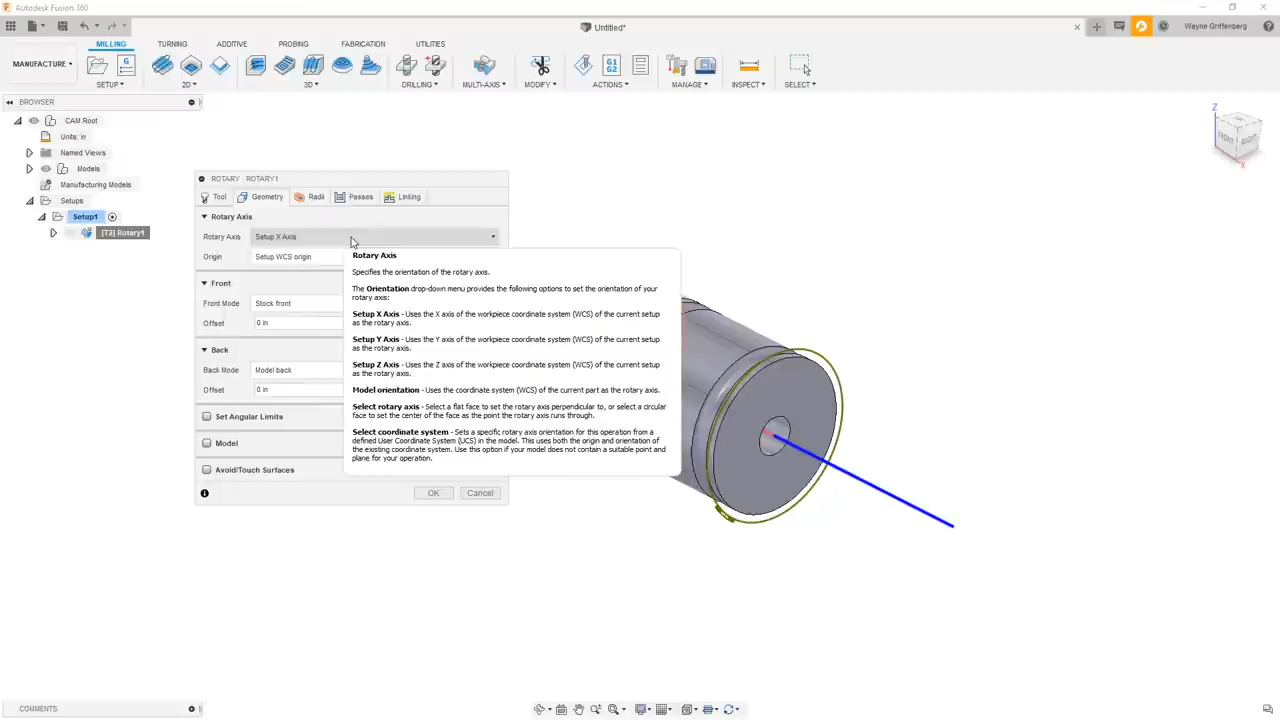 Autodesk Fusion 360
Untitled*
Wayne Griffenberg
MILLING TURNING ADDITIVE PROBING FABRICATION UTILITIES
MANUFACTURE
G
G1
G2
SETUP 2D 3D DRILLING MULTI-AXIS MODIFY ACTIONS MANAGE INSPECT SELECT
BROWSER
CAM Root
Units: in
Named Views
Models
Manufacturing Models
Setups
Setup1
[T2] Rotary1
ROTARY : ROTARY1
Tool Geometry Radii Passes Linking
Rotary Axis
Rotary Axis Setup X Axis
Origin Setup WCS origin
Front
Front Mode Stock front
Offset 0 in
Back
Back Mode Model back
Offset 0 in
Set Angular Limits
Model
Avoid/Touch Surfaces
OK Cancel
Rotary Axis
Specifies the orientation of the rotary axis.
The Orientation drop-down menu provides the following options to set the orientation of your
rotary axis:
Setup X Axis - Uses the X axis of the workpiece coordinate system (WCS) of the current setup
as the rotary axis.
Setup Y Axis - Uses the Y axis of the workpiece coordinate system (WCS) of the current setup
as the rotary axis.
Setup Z Axis - Uses the Z axis of the workpiece coordinate system (WCS) of the current setup
as the rotary axis.
Model orientation - Uses the coordinate system (WCS) of the current part as the rotary axis.
Select rotary axis - Select a flat face to set the rotary axis perpendicular to, or select a circular
face to set the center of the face as the point the rotary axis runs through.
Select coordinate system - Sets a specific rotary axis orientation for this operation from a
defined User Coordinate System (UCS) in the model. This uses both the origin and orientation of
the existing coordinate system. Use this option if your model does not contain a suitable point and
plane for your operation.
Z
FRONT
X
COMMENTS